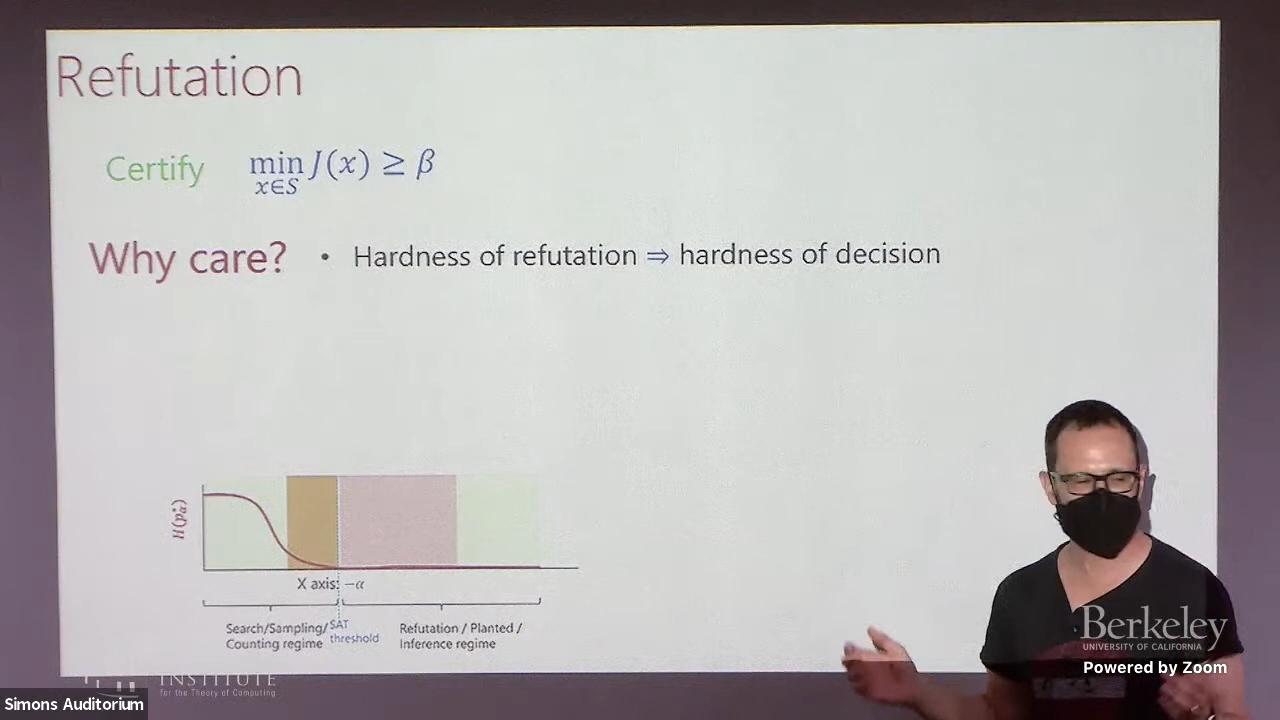 Refutation
Certify min J(x) ≥ β
x∈S
Why care? • Hardness of refutation ⇒ hardness of decision
H(p*α)
X axis: −α
Search/Sampling/ SAT Refutation / Planted /
Counting regime threshold Inference regime
Berkeley
UNIVERSITY OF CALIFORNIA
Powered by Zoom
INSTITUTE
for the Theory of Computing
Simons Auditorium